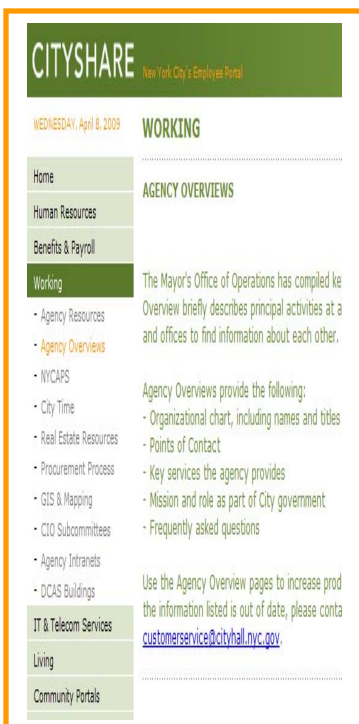 CITYSHARE New York City's Employee Portal
WEDNESDAY, April 8, 2009
Home
Human Resources
Benefits & Payroll
Working
- Agency Resources
- Agency Overviews
- NYCAPS
- City Time
- Real Estate Resources
- Procurement Process
- GIS & Mapping
- CIO Subcommittees
- Agency Intranets
- DCAS Buildings
IT & Telecom Services
Living
Community Portals
WORKING
AGENCY OVERVIEWS
The Mayor's Office of Operations has compiled ke
Overview briefly describes principal activities at a
and offices to find information about each other.
Agency Overviews provide the following:
- Organizational chart, including names and titles
- Points of Contact
- Key services the agency provides
- Mission and role as part of City government
- Frequently asked questions
Use the Agency Overview pages to increase prod
the information listed is out of date, please conta
customerservice@cityhall.nyc.gov.